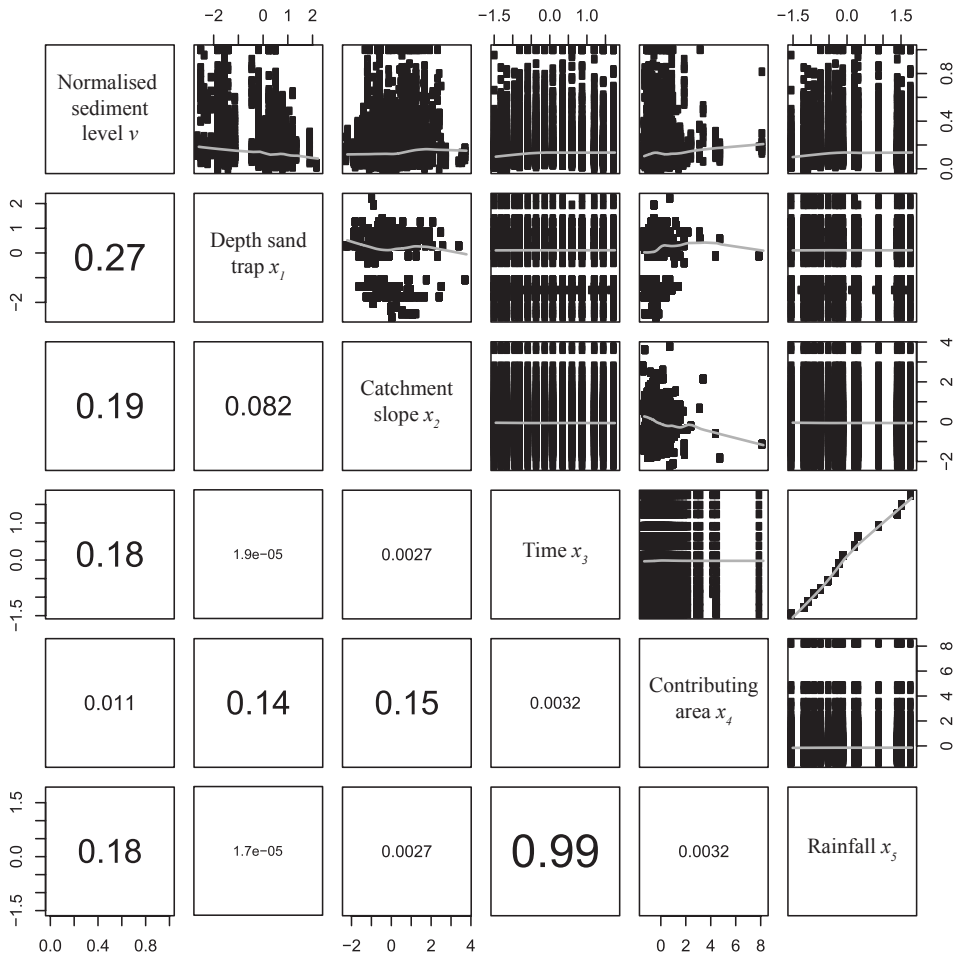 −2 0 1 2 −1.5 0.0 1.0 −1.5 0.0 1.5
Normalised
sediment
level v
0.0 0.4 0.8
−2 0 1 2
0.27
Depth sand
trap x1
0.19
0.082
Catchment
slope x2
−2 0 2 4
−1.5 0.0 1.0
0.18
1.9e−05
0.0027
Time x3
0.011
0.14
0.15
0.0032
Contributing
area x4
0 2 4 6 8
−1.5 0.0 1.5
0.18
1.7e−05
0.0027
0.99
0.0032
Rainfall x5
0.0 0.4 0.8 −2 0 2 4 0 2 4 6 8